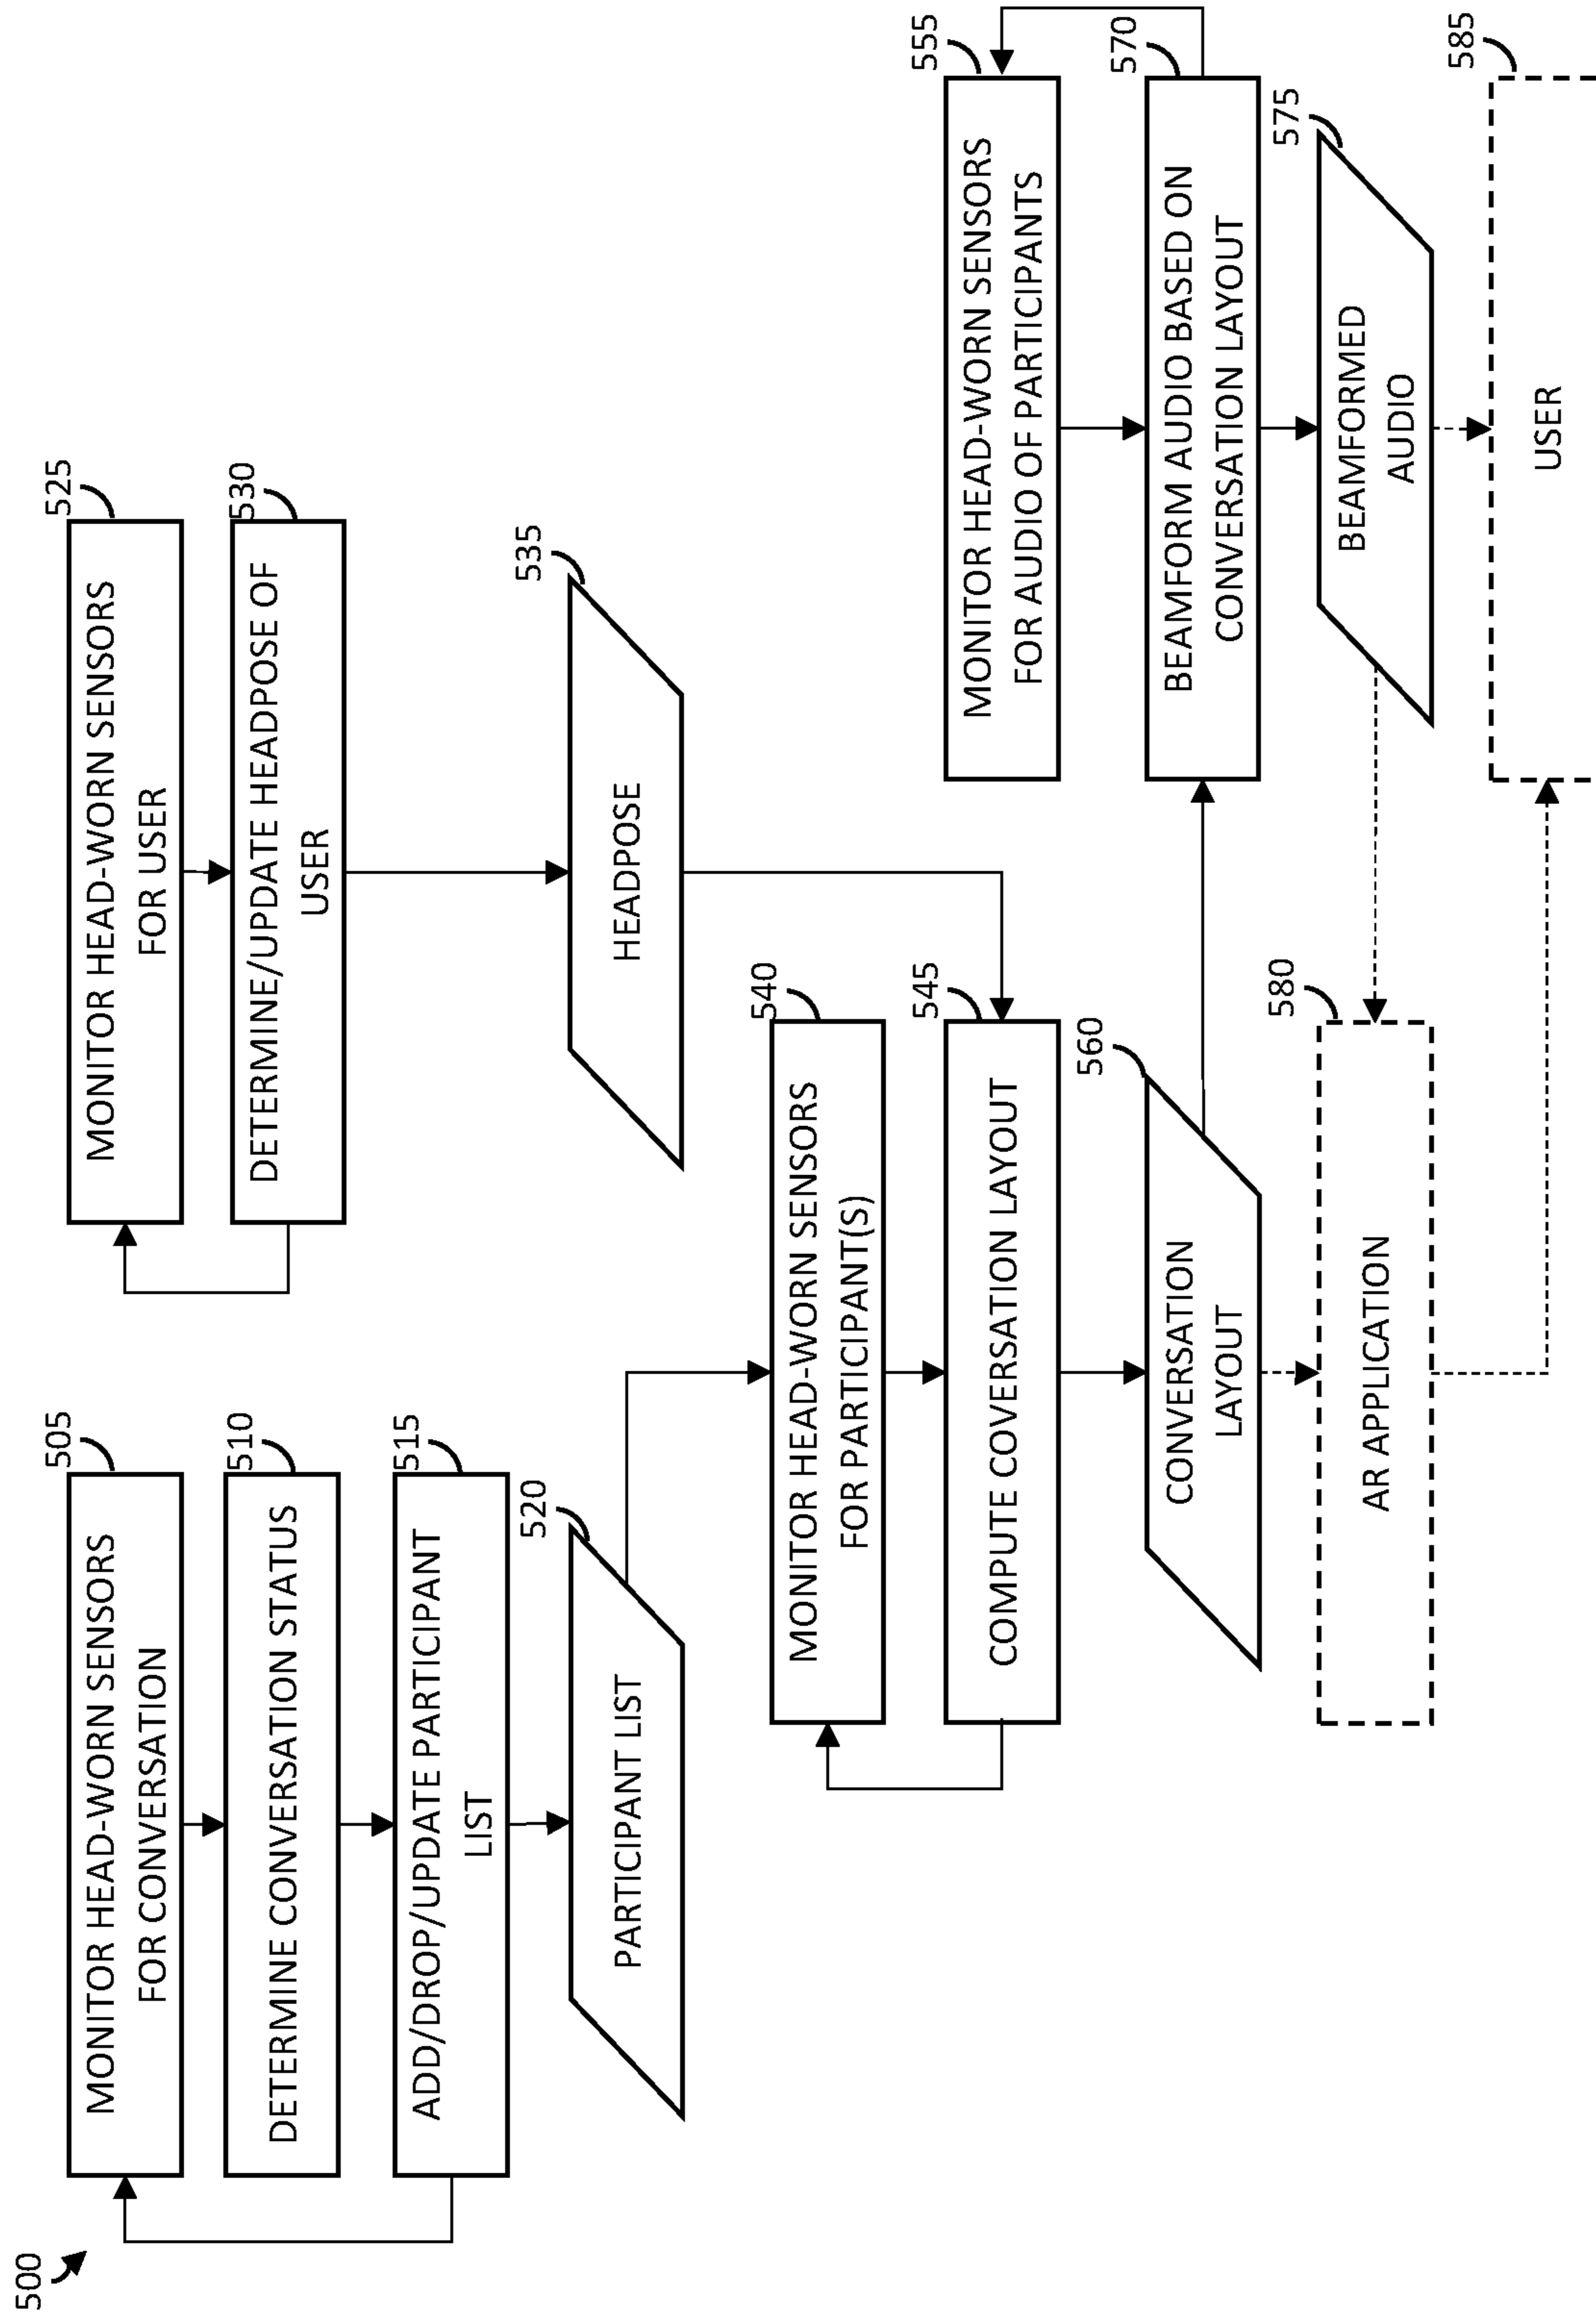 500
505
MONITOR HEAD-WORN SENSORS
FOR CONVERSATION
510
DETERMINE CONVERSATION STATUS
515
ADD/DROP/UPDATE PARTICIPANT
LIST
520
PARTICIPANT LIST
525
MONITOR HEAD-WORN SENSORS
FOR USER
530
DETERMINE/UPDATE HEADPOSE OF
USER
535
HEADPOSE
540
MONITOR HEAD-WORN SENSORS
FOR PARTICIPANT(S)
545
COMPUTE COVERSATION LAYOUT
560
CONVERSATION
LAYOUT
555
MONITOR HEAD-WORN SENSORS
FOR AUDIO OF PARTICIPANTS
570
BEAMFORM AUDIO BASED ON
CONVERSATION LAYOUT
575
BEAMFORMED
AUDIO
580
AR APPLICATION
585
USER